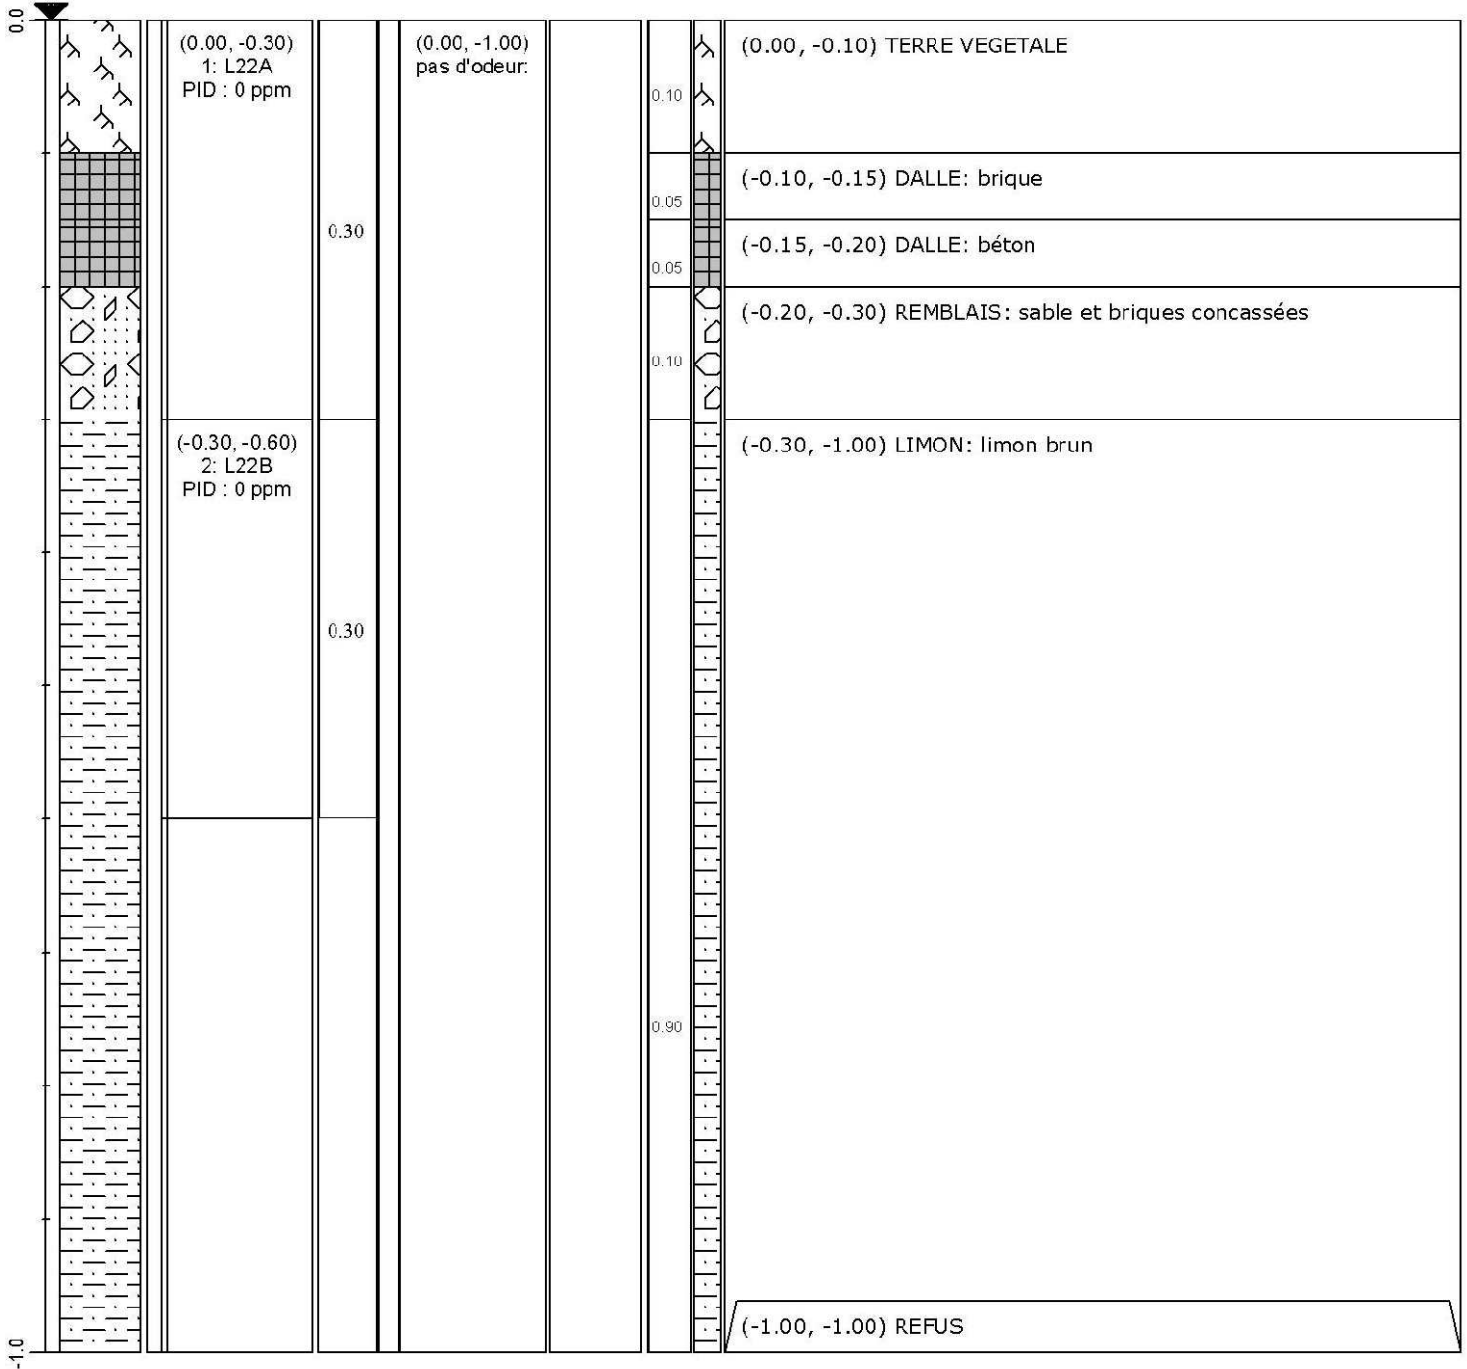 0.0
(0.00, -0.30)
1: L22A
PID : 0 ppm
0.30
(0.00, -1.00)
pas d'odeur:
0.10
(0.00, -0.10) TERRE VEGETALE
0.05
(-0.10, -0.15) DALLE: brique
0.05
(-0.15, -0.20) DALLE: béton
0.10
(-0.20, -0.30) REMBLAIS: sable et briques concassées
(-0.30, -0.60)
2: L22B
PID : 0 ppm
0.30
(-0.30, -1.00) LIMON: limon brun
0.90
(-1.00, -1.00) REFUS
-1.0